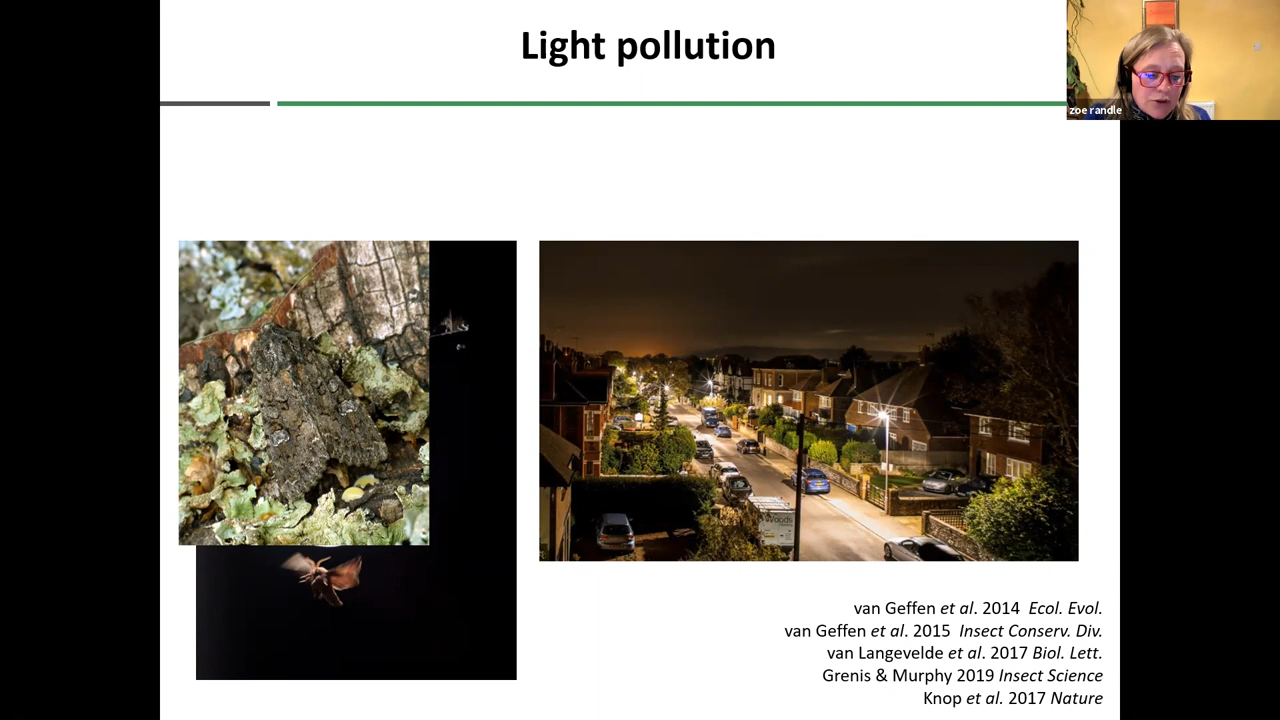 Light pollution
zoe randle
Woods
van Geffen et al. 2014 Ecol. Evol.
van Geffen et al. 2015 Insect Conserv. Div.
van Langevelde et al. 2017 Biol. Lett.
Grenis & Murphy 2019 Insect Science
Knop et al. 2017 Nature